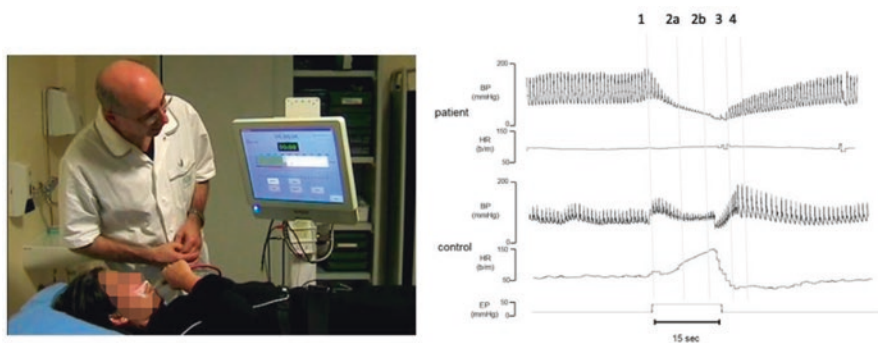 1 2a 2b 3 4
200
BP
(mmHg)
0
patient
150
HR
(b/m)
50
200
BP
(mmHg)
0
control
150
HR
(b/m)
50
50
EP
(mmHg)
0
15 sec